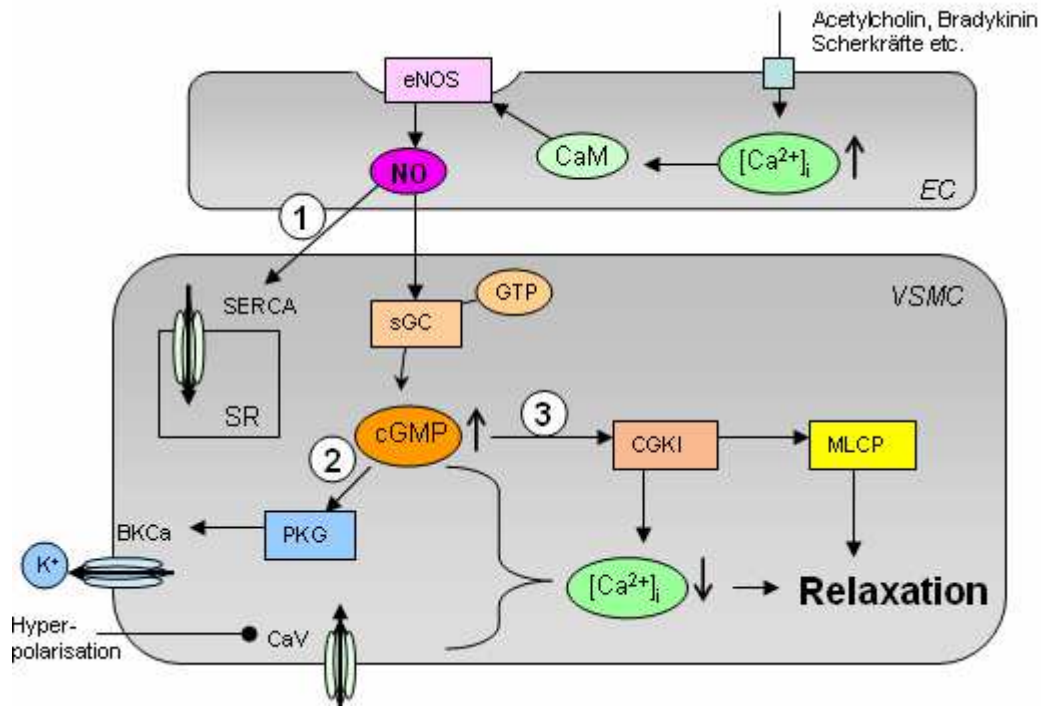 Acetylcholin, Bradykinin
Scherkräfte etc.
eNOS
NO
CaM
[Ca²⁺]ᵢ
EC
1
SERCA
SR
sGC
GTP
VSMC
cGMP
3
CGKI
MLCP
2
PKG
BKCa
K⁺
[Ca²⁺]ᵢ
Relaxation
Hyper-
polarisation
CaV